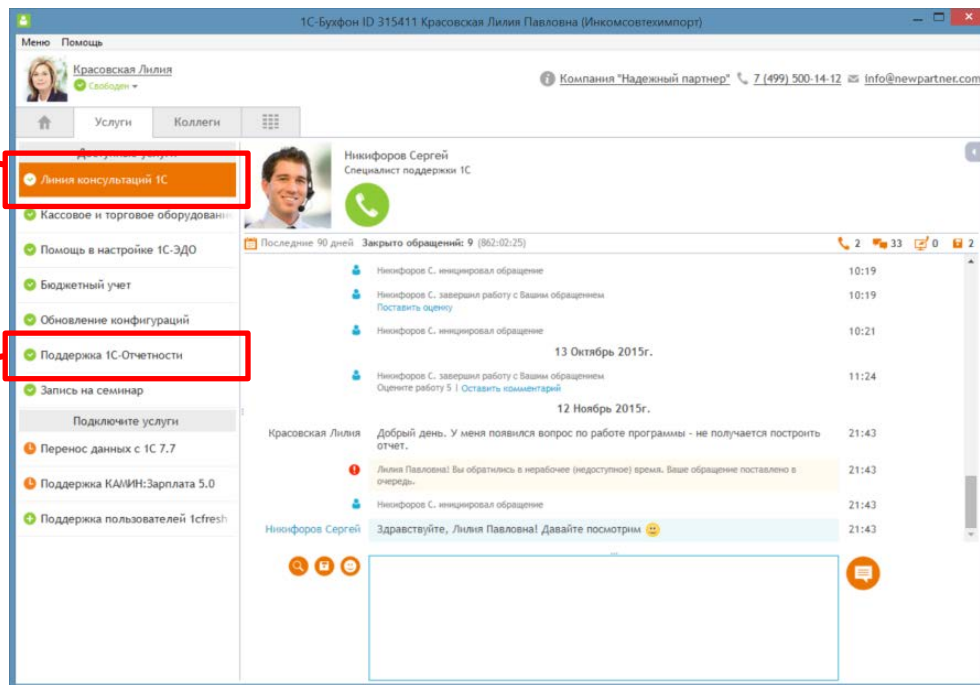 1С-Бухфон ID 315411 Красовская Лилия Павловна (Инкомсовтехимпорт)
Меню Помощь
Красовская Лилия
Свободен
Компания "Надежный партнер" 7 (499) 500-14-12 info@newpartner.com
Услуги Коллеги
Доступные услуги
Линия консультаций 1С
Кассовое и торговое оборудовани
Помощь в настройке 1С-ЭДО
Бюджетный учет
Обновление конфигураций
Поддержка 1С-Отчетности
Запись на семинар
Подключите услуги
Перенос данных с 1С 7.7
Поддержка КАМИН:Зарплата 5.0
Поддержка пользователей 1cfresh
Никифоров Сергей
Специалист поддержки 1С
Последние 90 дней Закрыто обращений: 9 (862:02:25) 2 33 0 2
Никифоров С. инициировал обращение 10:19
Никифоров С. завершил работу с Вашим обращением 10:19
Поставить оценку
Никифоров С. инициировал обращение 10:21
13 Октябрь 2015г.
Никифоров С. завершил работу с Вашим обращением 11:24
Оцените работу 5 | Оставить комментарий
12 Ноябрь 2015г.
Красовская Лилия Добрый день. У меня появился вопрос по работе программы - не получается построить 21:43
отчет.
Лилия Павловна! Вы обратились в нерабочее (недоступное) время. Ваше обращение поставлено в 21:43
очередь.
Никифоров С. инициировал обращение 21:43
Никифоров Сергей Здравствуйте, Лилия Павловна! Давайте посмотрим 21:43